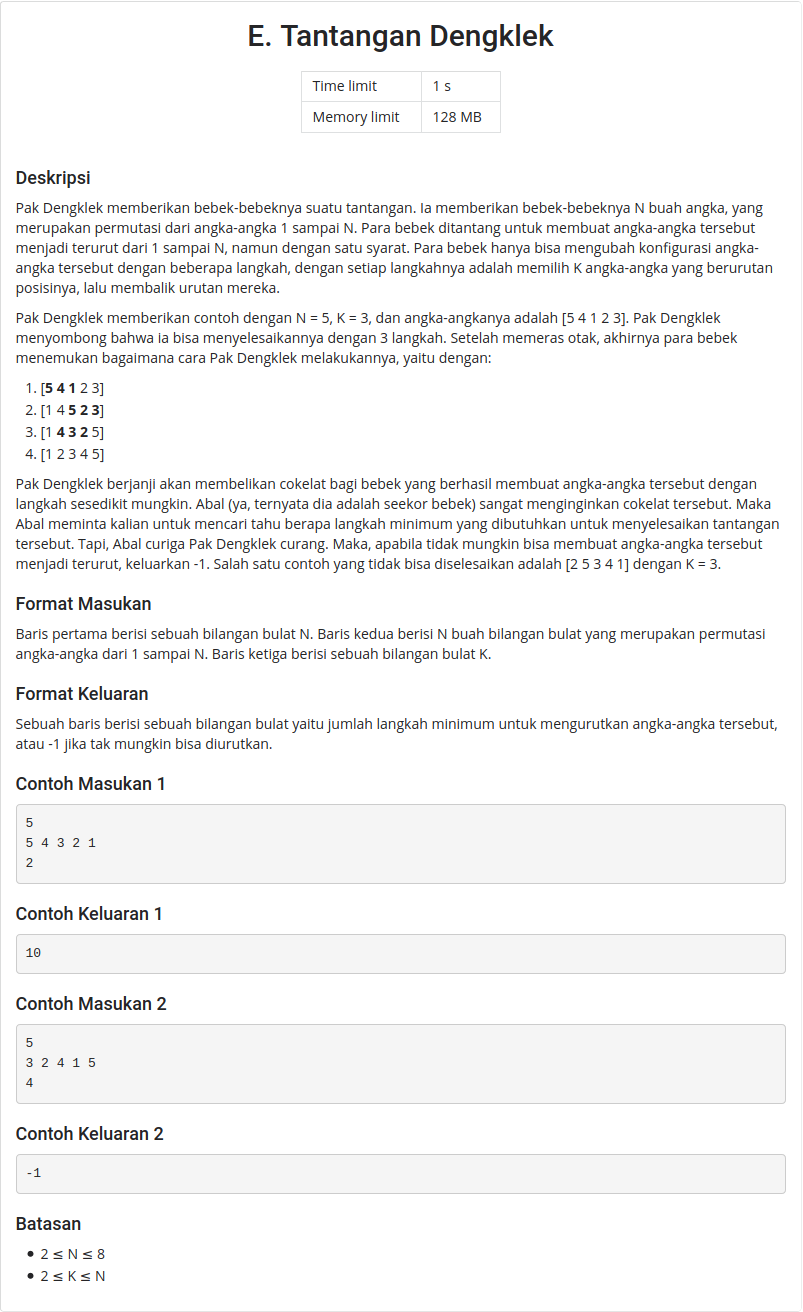 E. Tantangan Dengklek
Time limit 1 s
Memory limit 128 MB
Deskripsi
Pak Dengklek memberikan bebek-bebeknya suatu tantangan. Ia memberikan bebek-bebeknya N buah angka, yang
merupakan permutasi dari angka-angka 1 sampai N. Para bebek ditantang untuk membuat angka-angka tersebut
menjadi terurut dari 1 sampai N, namun dengan satu syarat. Para bebek hanya bisa mengubah konfigurasi angka-
angka tersebut dengan beberapa langkah, dengan setiap langkahnya adalah memilih K angka-angka yang berurutan
posisinya, lalu membalik urutan mereka.
Pak Dengklek memberikan contoh dengan N = 5, K = 3, dan angka-angkanya adalah [5 4 1 2 3]. Pak Dengklek
menyombong bahwa ia bisa menyelesaikannya dengan 3 langkah. Setelah memeras otak, akhirnya para bebek
menemukan bagaimana cara Pak Dengklek melakukannya, yaitu dengan:
1. [5 4 1 2 3]
2. [1 4 5 2 3]
3. [1 4 3 2 5]
4. [1 2 3 4 5]
Pak Dengklek berjanji akan membelikan cokelat bagi bebek yang berhasil membuat angka-angka tersebut dengan
langkah sesedikit mungkin. Abal (ya, ternyata dia adalah seekor bebek) sangat menginginkan cokelat tersebut. Maka
Abal meminta kalian untuk mencari tahu berapa langkah minimum yang dibutuhkan untuk menyelesaikan tantangan
tersebut. Tapi, Abal curiga Pak Dengklek curang. Maka, apabila tidak mungkin bisa membuat angka-angka tersebut
menjadi terurut, keluarkan -1. Salah satu contoh yang tidak bisa diselesaikan adalah [2 5 3 4 1] dengan K = 3.
Format Masukan
Baris pertama berisi sebuah bilangan bulat N. Baris kedua berisi N buah bilangan bulat yang merupakan permutasi
angka-angka dari 1 sampai N. Baris ketiga berisi sebuah bilangan bulat K.
Format Keluaran
Sebuah baris berisi sebuah bilangan bulat yaitu jumlah langkah minimum untuk mengurutkan angka-angka tersebut,
atau -1 jika tak mungkin bisa diurutkan.
Contoh Masukan 1
5
5 4 3 2 1
2
Contoh Keluaran 1
10
Contoh Masukan 2
5
3 2 4 1 5
4
Contoh Keluaran 2
-1
Batasan
• 2 ≤ N ≤ 8
• 2 ≤ K ≤ N